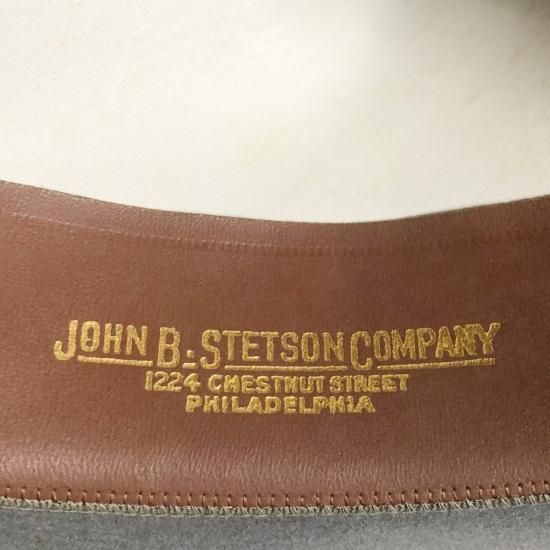 JOHN B. STETSON COMPANY
1224 CHESTNUT STREET
PHILADELPHIA